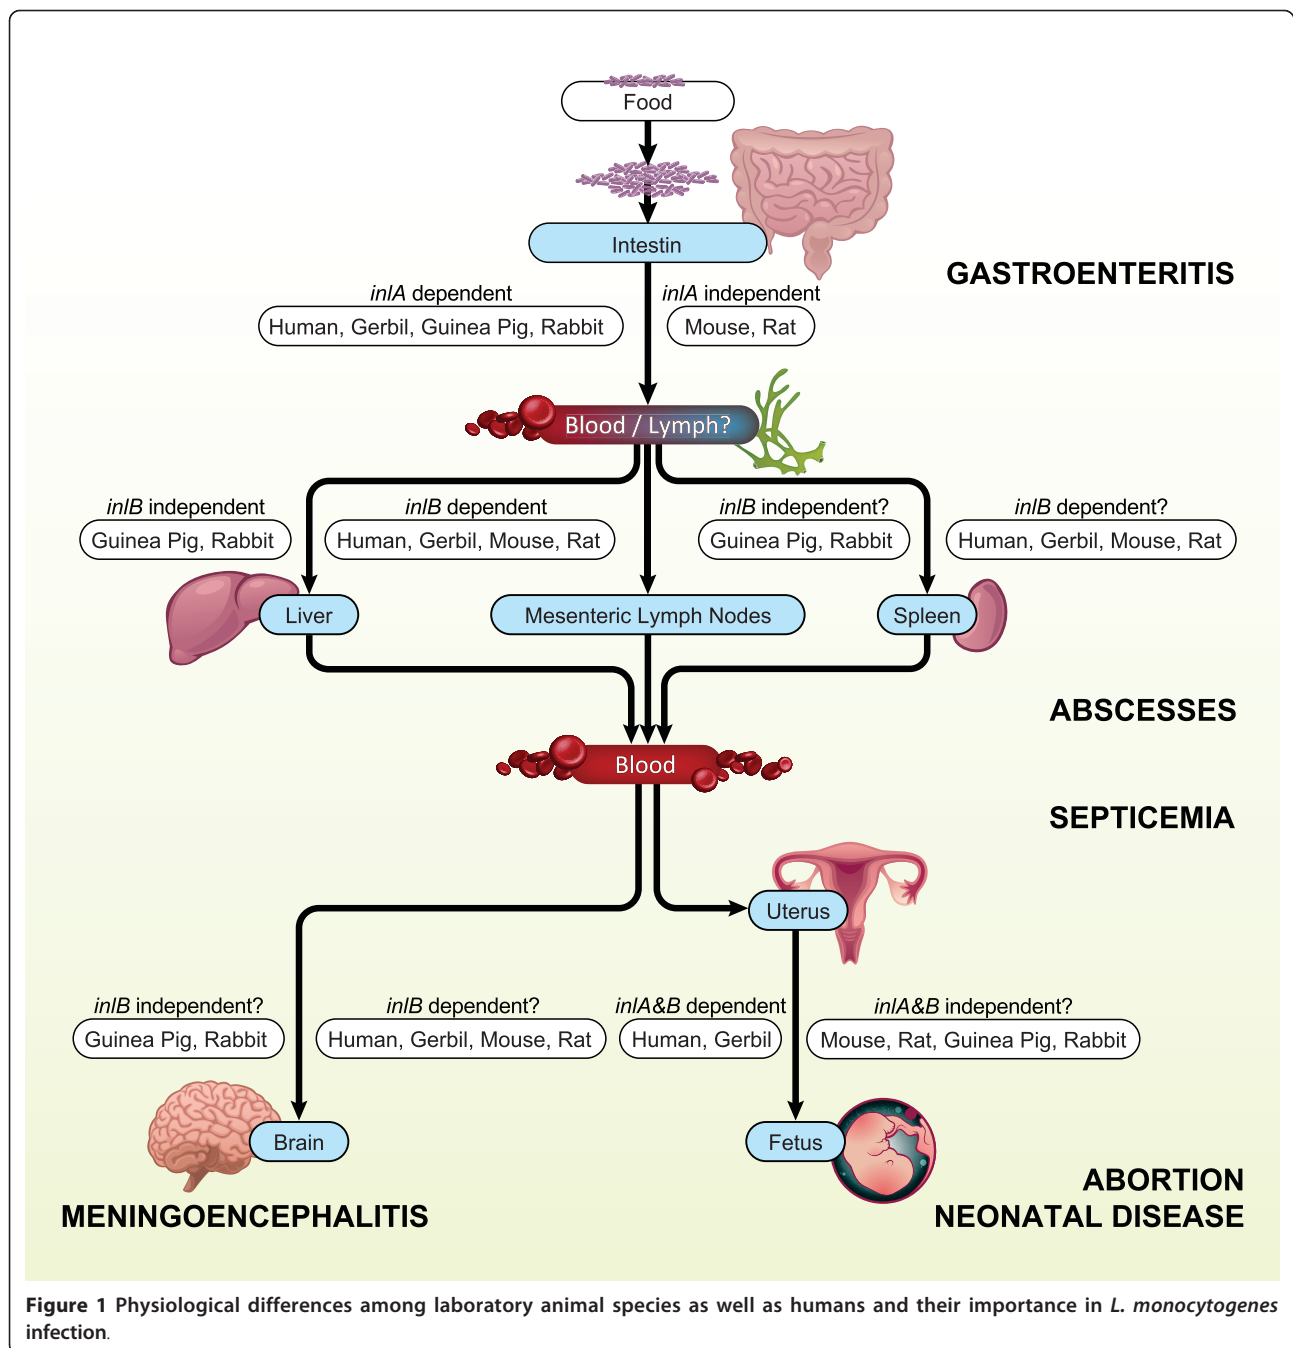 Food
Intestin
GASTROENTERITIS
inlA dependent
Human, Gerbil, Guinea Pig, Rabbit
inlA independent
Mouse, Rat
Blood / Lymph?
inlB independent
Guinea Pig, Rabbit
inlB dependent
Human, Gerbil, Mouse, Rat
inlB independent?
Guinea Pig, Rabbit
inlB dependent?
Human, Gerbil, Mouse, Rat
Liver
Mesenteric Lymph Nodes
Spleen
ABSCESSES
Blood
SEPTICEMIA
Uterus
inlB independent?
Guinea Pig, Rabbit
inlB dependent?
Human, Gerbil, Mouse, Rat
inlA&B dependent
Human, Gerbil
inlA&B independent?
Mouse, Rat, Guinea Pig, Rabbit
Brain
Fetus
MENINGOENCEPHALITIS
ABORTION
NEONATAL DISEASE
Figure 1 Physiological differences among laboratory animal species as well as humans and their importance in L. monocytogenes
infection.